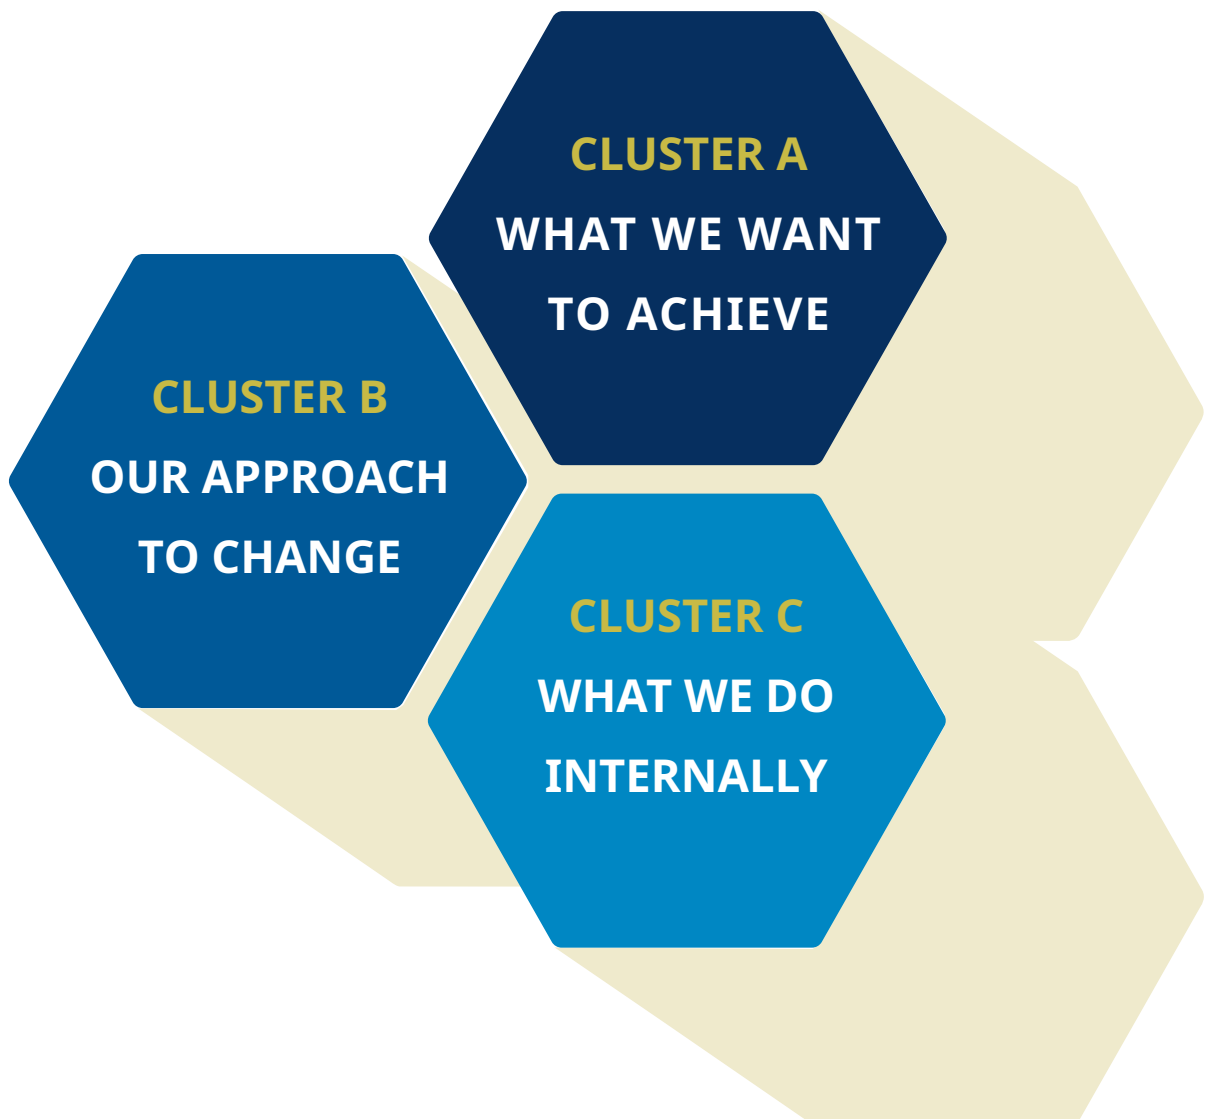 CLUSTER A
WHAT WE WANT
TO ACHIEVE
CLUSTER B
OUR APPROACH
TO CHANGE
CLUSTER C
WHAT WE DO
INTERNALLY